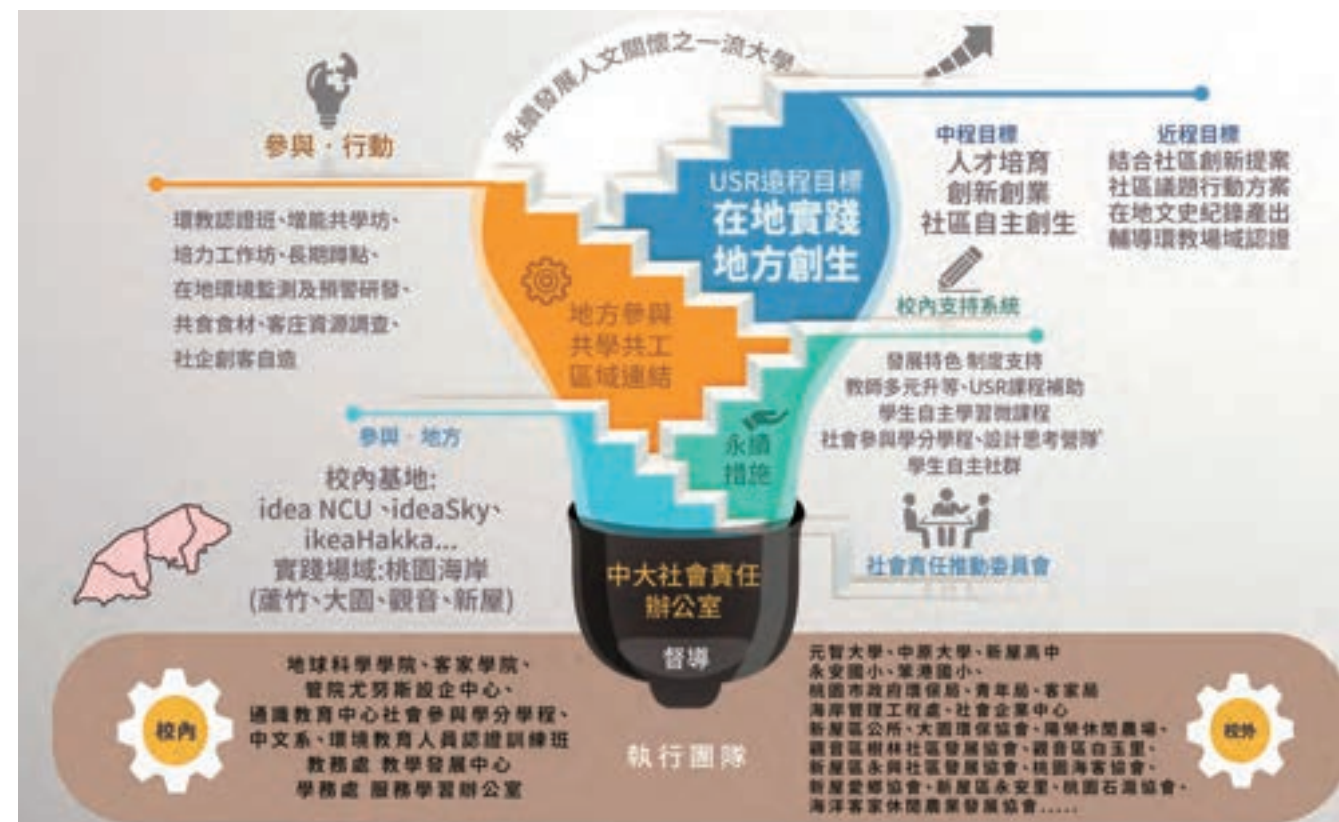 永續發展人文關懷之一流大學
參與‧行動
環教認證班、增能共學坊、
培力工作坊、長期蹲點、
在地環境監測及預警研發、
共食食材、客庄資源調查、
社企創客自造
USR遠程目標
在地實踐
地方創生
中程目標
人才培育
創新創業
社區自主創生
近程目標
結合社區創新提案
社區議題行動方案
在地文史紀錄產出
輔導環教場域認證
地方參與
共學共工
區域連結
校內支持系統
發展特色 制度支持
教師多元升等、USR課程補助
學生自主學習微課程
社會參與學分學程、設計思考營隊
學生自主社群
永續
措施
參與‧地方
校內基地:
idea NCU、ideaSky、
ikeaHakka...
實踐場域:桃園海岸
(蘆竹、大園、觀音、新屋)
社會責任推動委員會
中大社會責任
辦公室
督導
校內
地球科學學院、客家學院、
管院尤努斯設企中心、
通識教育中心社會參與學分學程、
中文系、環境教育人員認證訓練班
教務處 教學發展中心
學務處 服務學習辦公室
執行團隊
元智大學、中原大學、新屋高中
永安國小、笨港國小、
桃園市政府環保局、青年局、客家局
海岸管理工程處、社會企業中心
新屋區公所、大園環保協會、陽榮休閒農場、
觀音區樹林社區發展協會、觀音區白玉里、
新屋區永興社區發展協會、桃園海客協會、
新屋愛鄉協會、新屋區永安里、桃園石滬協會、
海洋客家休閒農業發展協會.....
校外